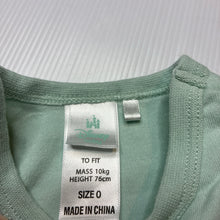 TO FIT
MASS 10kg
HEIGHT 76cm
SIZE 0
MADE IN CHINA